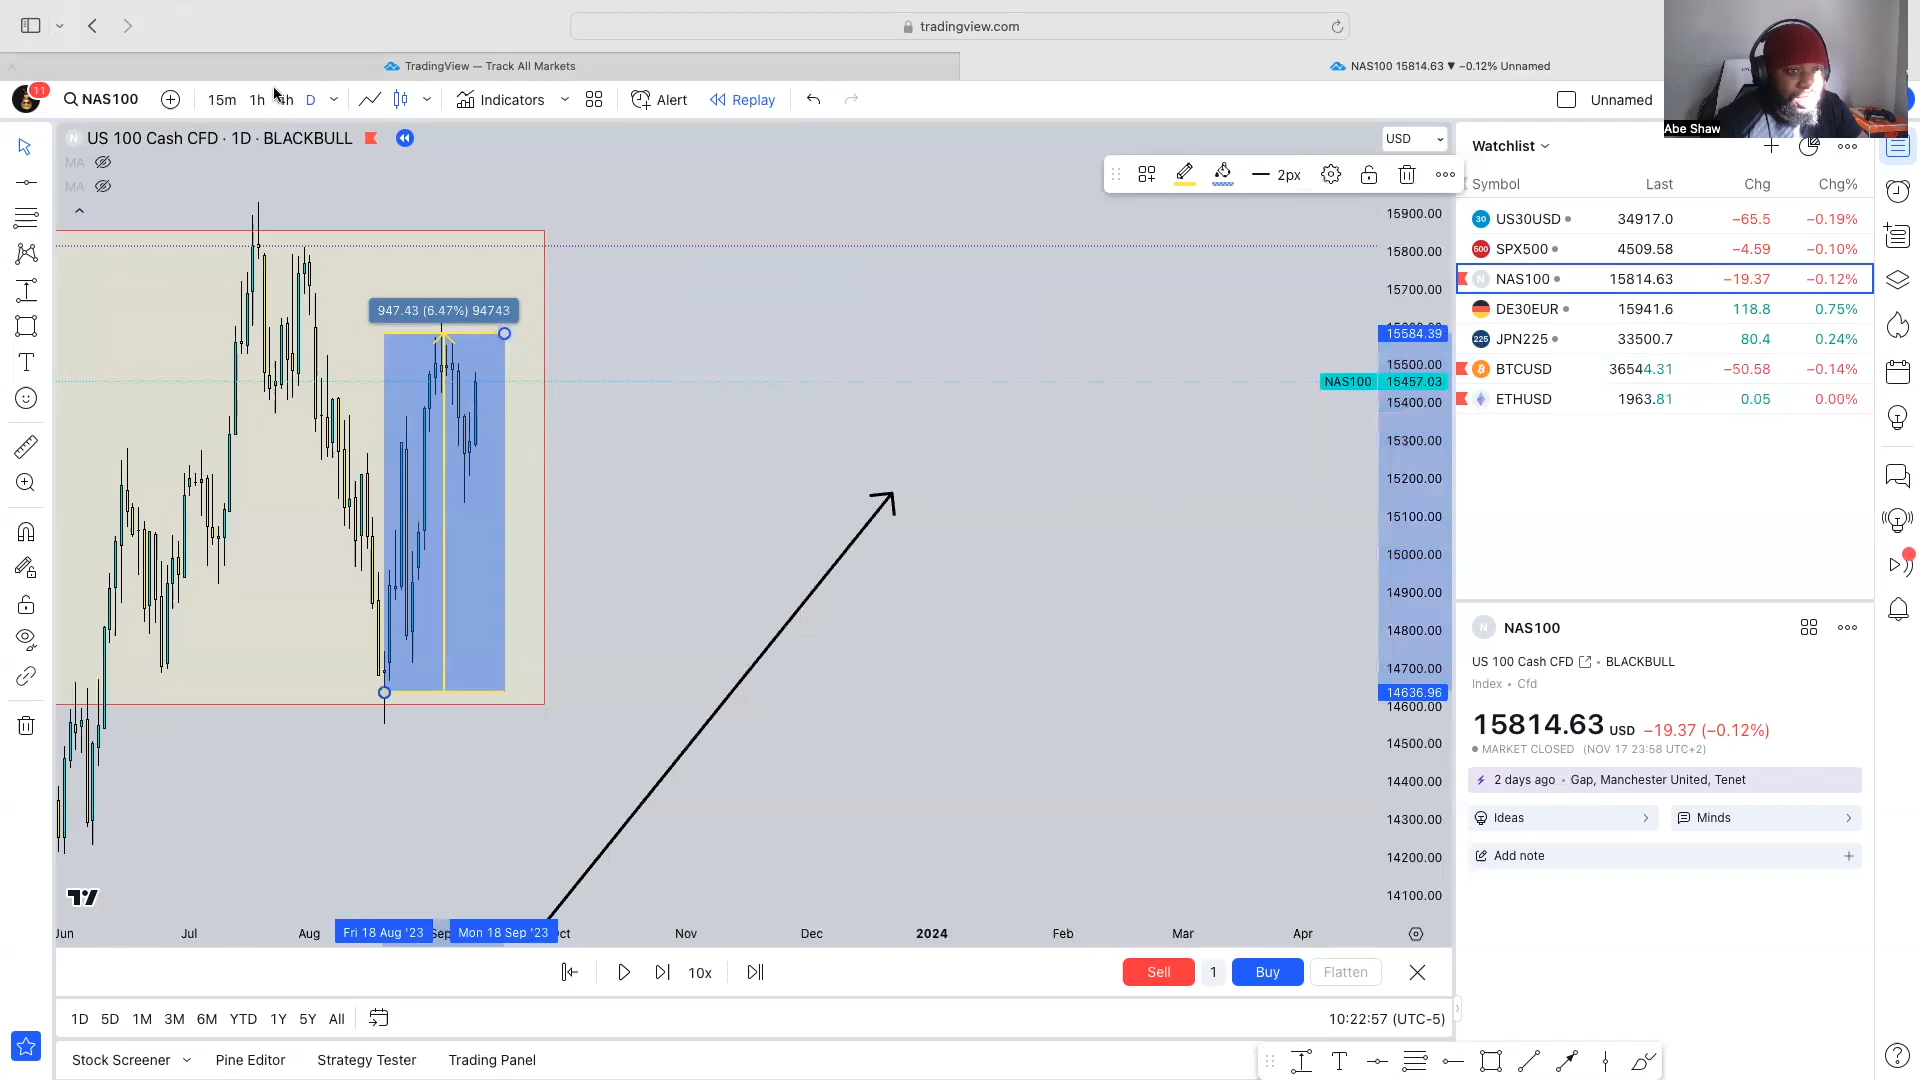 tradingview.com
TradingView — Track All Markets
NAS100 15814.63 ▼ −0.12% Unnamed
11
NAS100
15m
1h
D
Indicators
Alert
Replay
Unnamed
Abe Shaw
US 100 Cash CFD · 1D · BLACKBULL
MA
MA
USD
2px
947.43 (6.47%) 94743
15900.00
15800.00
15700.00
15584.39
15500.00
NAS100 15457.03
15400.00
15300.00
15200.00
15100.00
15000.00
14900.00
14800.00
14700.00
14636.96
14600.00
14500.00
14400.00
14300.00
14200.00
14100.00
Jun Jul Aug Fri 18 Aug '23 Sep Mon 18 Sep '23 Nov Dec 2024 Feb Mar Apr
10x
Sell 1 Buy Flatten
1D 5D 1M 3M 6M YTD 1Y 5Y All
10:22:57 (UTC-5)
Stock Screener Pine Editor Strategy Tester Trading Panel
Watchlist
Symbol Last Chg Chg%
30 US30USD 34917.0 −65.5 −0.19%
500 SPX500 4509.58 −4.59 −0.10%
N NAS100 15814.63 −19.37 −0.12%
DE30EUR 15941.6 118.8 0.75%
225 JPN225 33500.7 80.4 0.24%
BTCUSD 36544.31 −50.58 −0.14%
ETHUSD 1963.81 0.05 0.00%
N NAS100
US 100 Cash CFD • BLACKBULL
Index • Cfd
15814.63 USD −19.37 (−0.12%)
MARKET CLOSED (NOV 17 23:58 UTC+2)
2 days ago • Gap, Manchester United, Tenet
Ideas
Minds
Add note